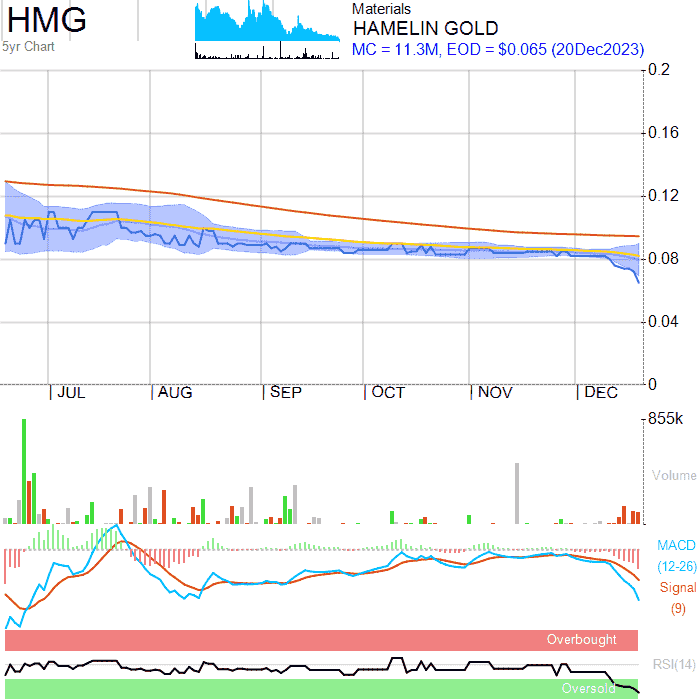 HMG
5yr Chart
Materials
HAMELIN GOLD
MC = 11.3M, EOD = $0.065 (20Dec2023)
0.2
0.16
0.12
0.08
0.04
0
JUL AUG SEP OCT NOV DEC
855k
Volume
MACD
(12-26)
Signal
(9)
Overbought
RSI(14)
Oversold